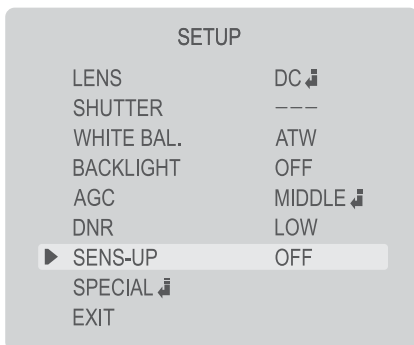 SETUP
LENS DC
SHUTTER ---
WHITE BAL. ATW
BACKLIGHT OFF
AGC MIDDLE
DNR LOW
SENS-UP OFF
SPECIAL
EXIT